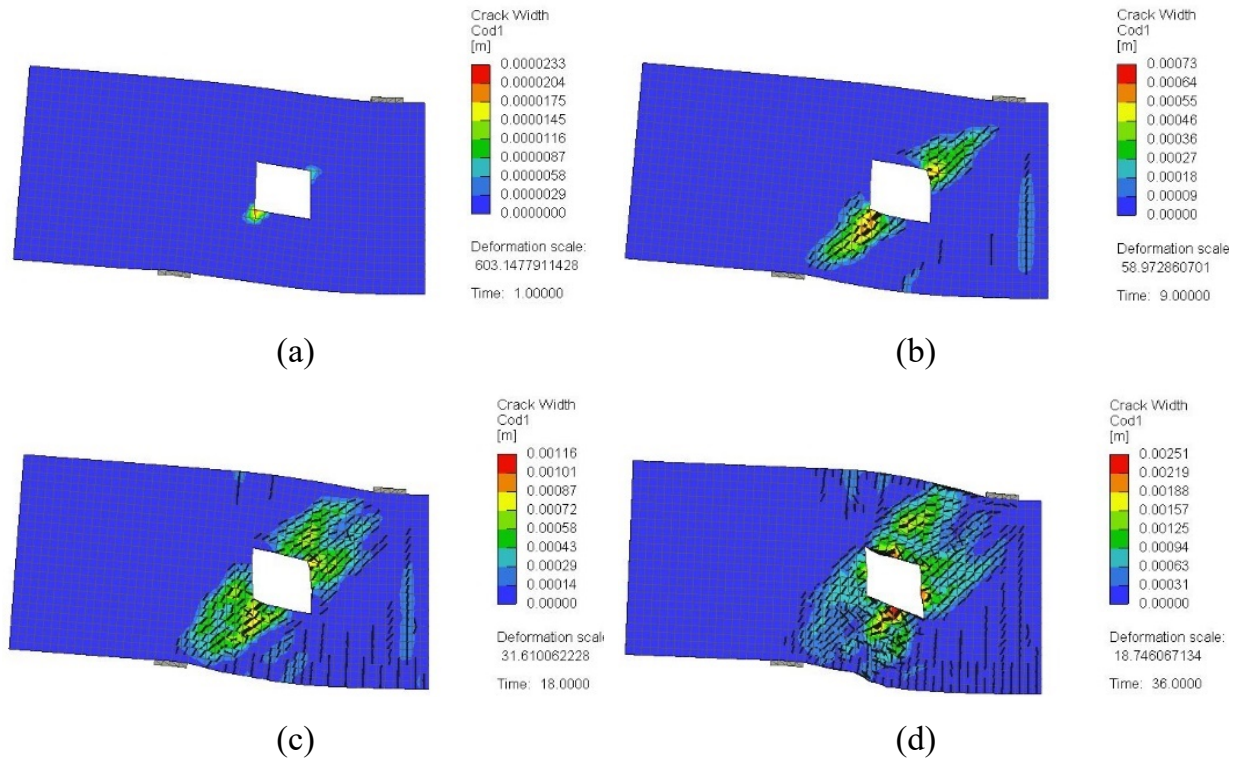 Crack Width
Cod1
[m]
0.0000233
0.0000204
0.0000175
0.0000145
0.0000116
0.0000087
0.0000058
0.0000029
0.0000000
Deformation scale:
603.1477911428
Time: 1.00000
(a)
Crack Width
Cod1
[m]
0.00073
0.00064
0.00055
0.00046
0.00036
0.00027
0.00018
0.00009
0.00000
Deformation scale
58.972860701
Time: 9.00000
(b)
Crack Width
Cod1
[m]
0.00116
0.00101
0.00087
0.00072
0.00058
0.00043
0.00029
0.00014
0.00000
Deformation scale
31.610062228
Time: 18.0000
(c)
Crack Width
Cod1
[m]
0.00251
0.00219
0.00188
0.00157
0.00125
0.00094
0.00063
0.00031
0.00000
Deformation scale:
18.746067134
Time: 36.0000
(d)